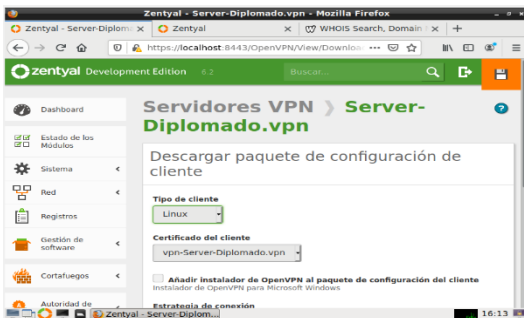 Zentyal - Server-Diplomado.vpn - Mozilla Firefox
Zentyal - Server-Diplom
Zentyal
WHOIS Search, Domain
https://localhost:8443/OpenVPN/View/Downloa
zentyal Development Edition 6.2
Buscar...
Dashboard
Estado de los Módulos
Sistema
Red
Registros
Gestión de software
Cortafuegos
Autoridad de
Servidores VPN Server-
Diplomado.vpn
Descargar paquete de configuración de
cliente
Tipo de cliente
Linux
Certificado del cliente
vpn-Server-Diplomado.vpn
Añadir instalador de OpenVPN al paquete de configuración del cliente
Instalador de OpenVPN para Microsoft Windows
Estrategia de conexión
Zentyal - Server-Diplom...
16:13